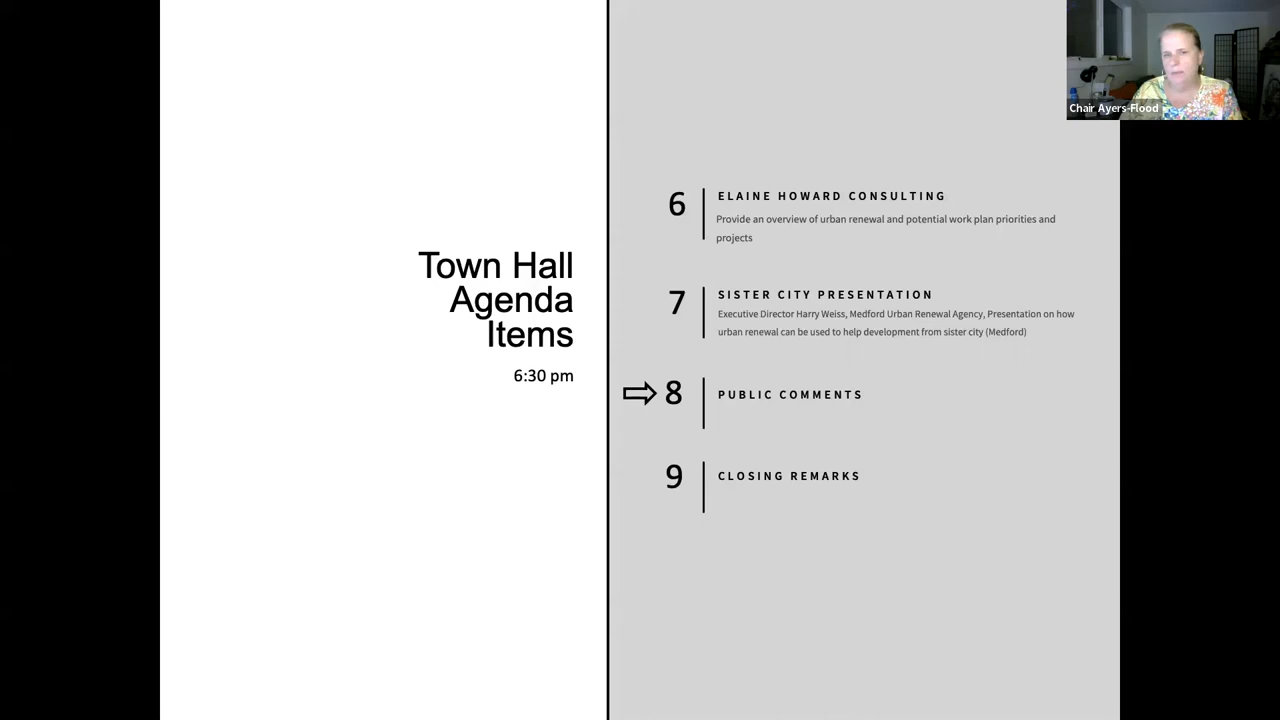 Chair Ayers-Flood
Town Hall
Agenda
Items
6:30 pm
6
ELAINE HOWARD CONSULTING
Provide an overview of urban renewal and potential work plan priorities and
projects
7
SISTER CITY PRESENTATION
Executive Director Harry Weiss, Medford Urban Renewal Agency, Presentation on how
urban renewal can be used to help development from sister city (Medford)
8
PUBLIC COMMENTS
9
CLOSING REMARKS